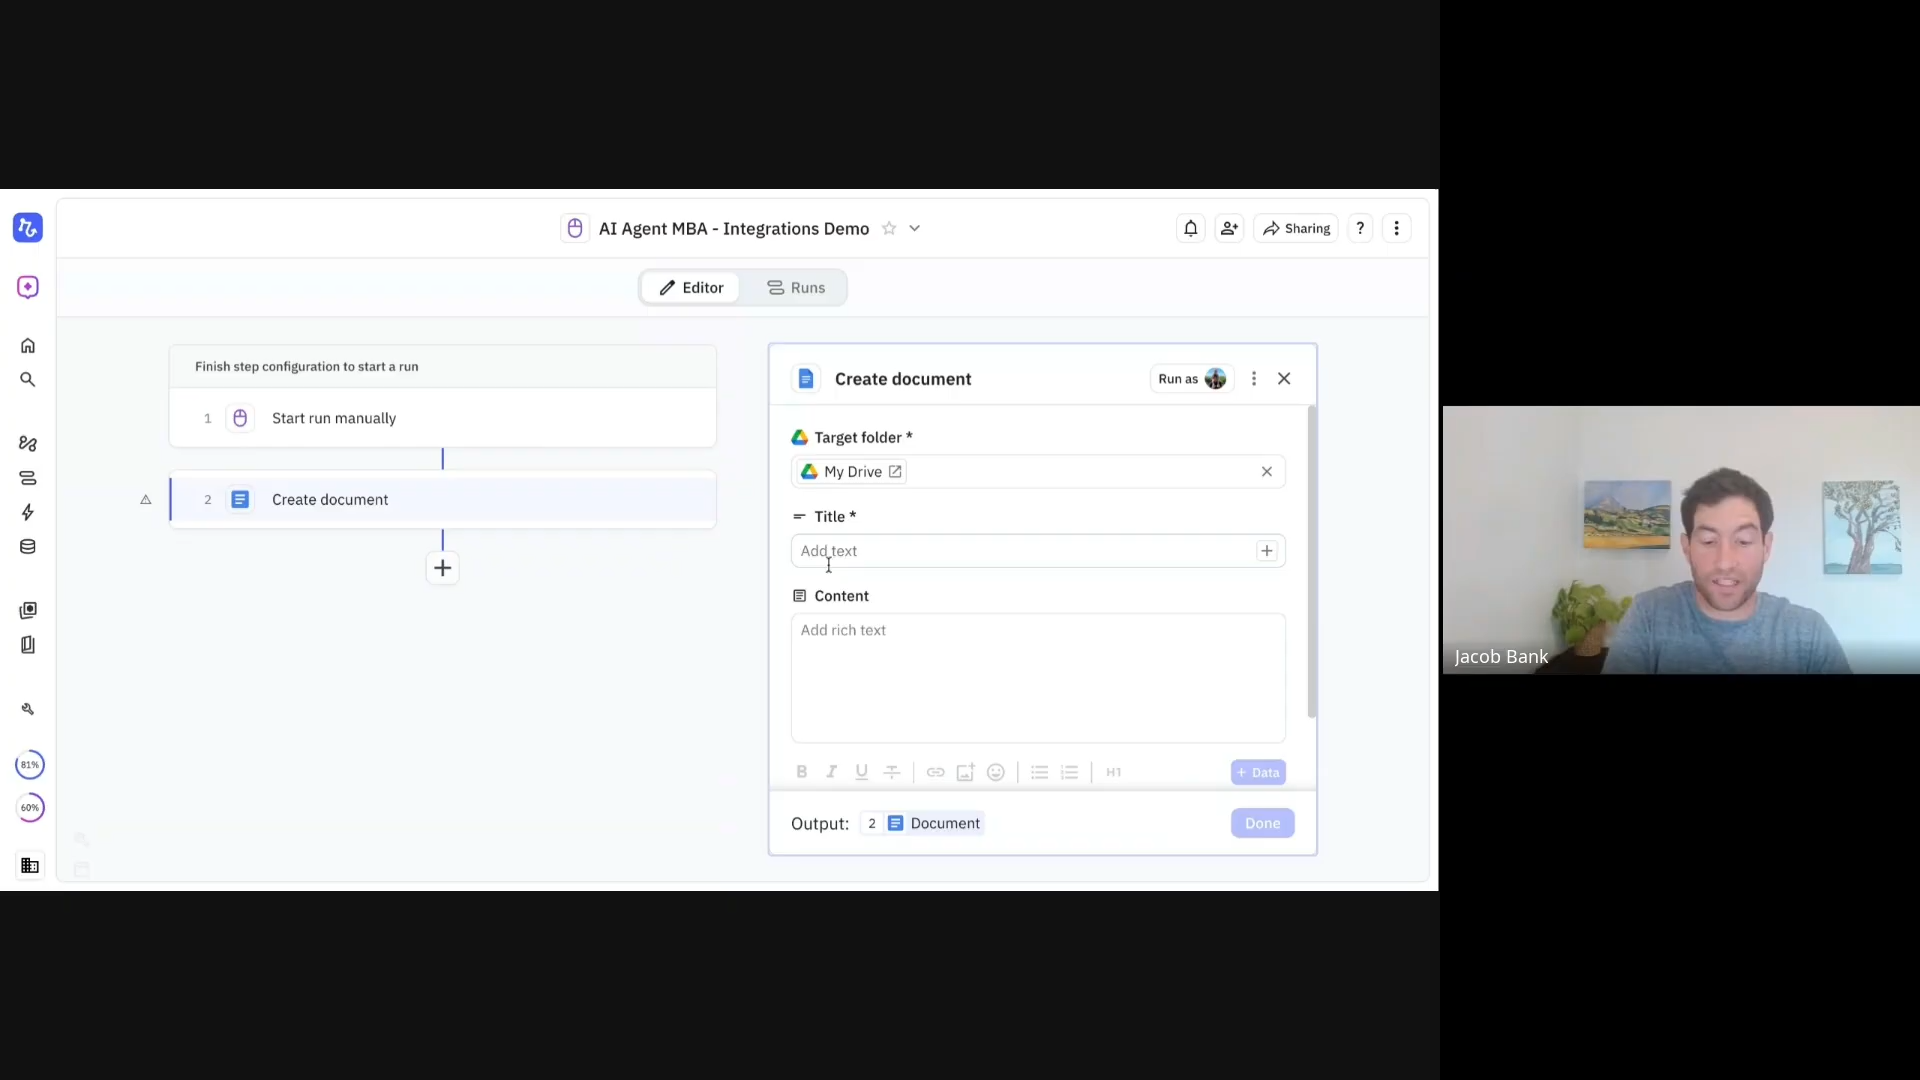 AI Agent MBA - Integrations Demo
Sharing
?
Editor
Runs
Finish step configuration to start a run
1 Start run manually
2 Create document
Create document
Run as
Target folder *
My Drive
Title *
Add text
Content
Add rich text
B I U S H1
+ Data
Output: 2 Document
Done
81%
60%
Jacob Bank